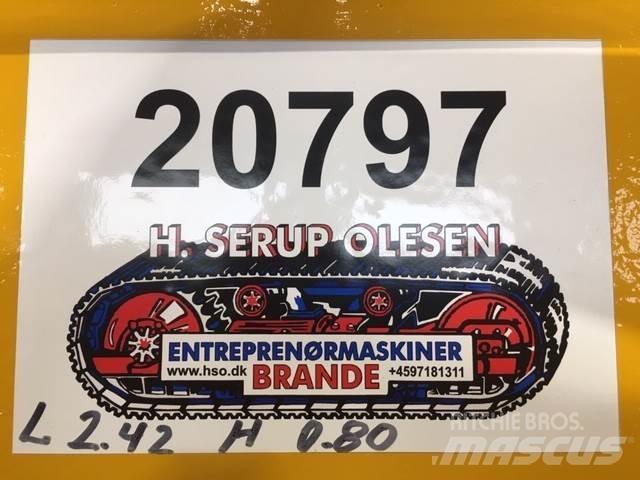 20797
H. SERUP OLESEN
ENTREPRENØRMASKINER
www.hso.dk BRANDE +4597181311
L 2.42 H 0.80
RITCHIE BROS.
MASCUS